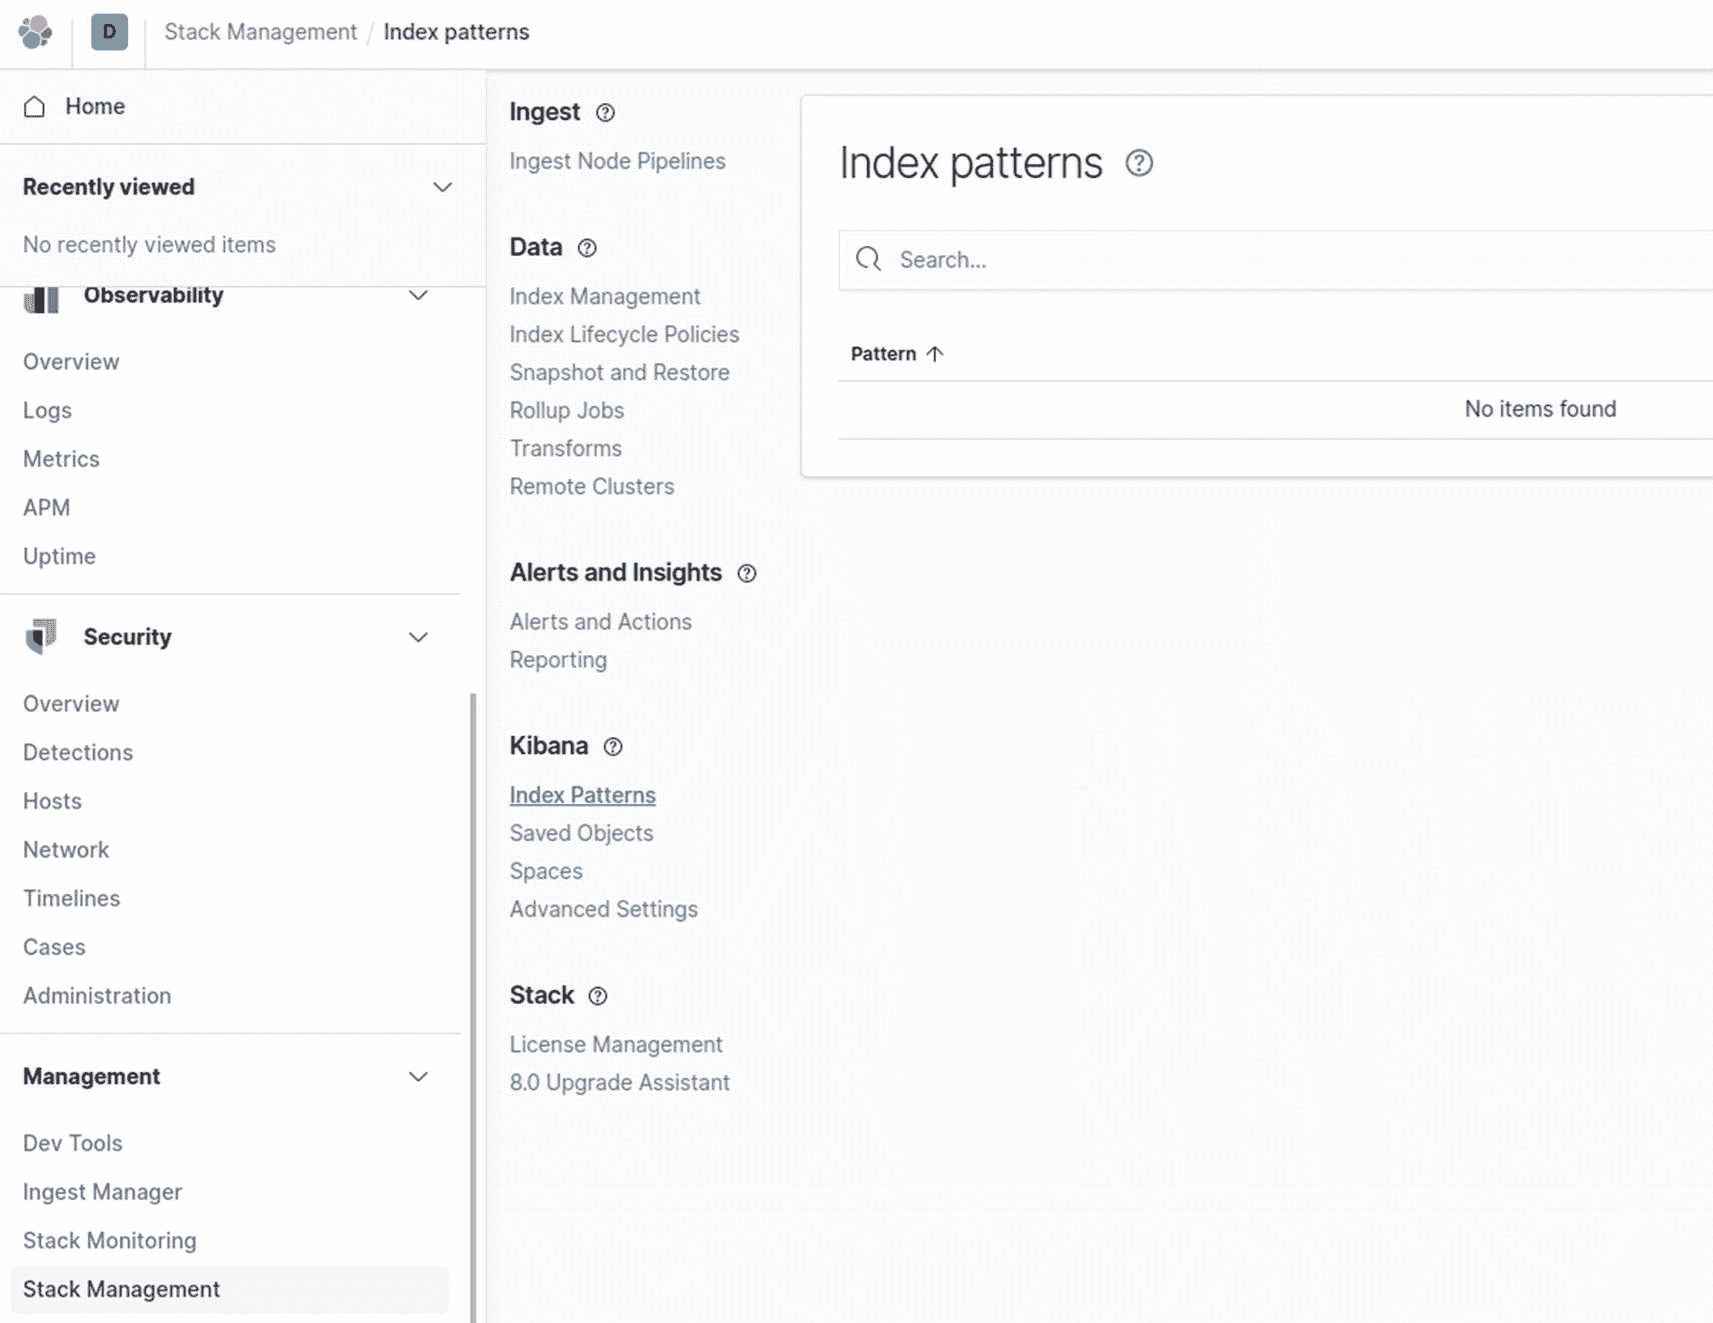 D
Stack Management / Index patterns
Home
Recently viewed
No recently viewed items
Observability
Overview
Logs
Metrics
APM
Uptime
Security
Overview
Detections
Hosts
Network
Timelines
Cases
Administration
Management
Dev Tools
Ingest Manager
Stack Monitoring
Stack Management
Ingest
Ingest Node Pipelines
Data
Index Management
Index Lifecycle Policies
Snapshot and Restore
Rollup Jobs
Transforms
Remote Clusters
Alerts and Insights
Alerts and Actions
Reporting
Kibana
Index Patterns
Saved Objects
Spaces
Advanced Settings
Stack
License Management
8.0 Upgrade Assistant
Index patterns
Search...
Pattern ↑
No items found